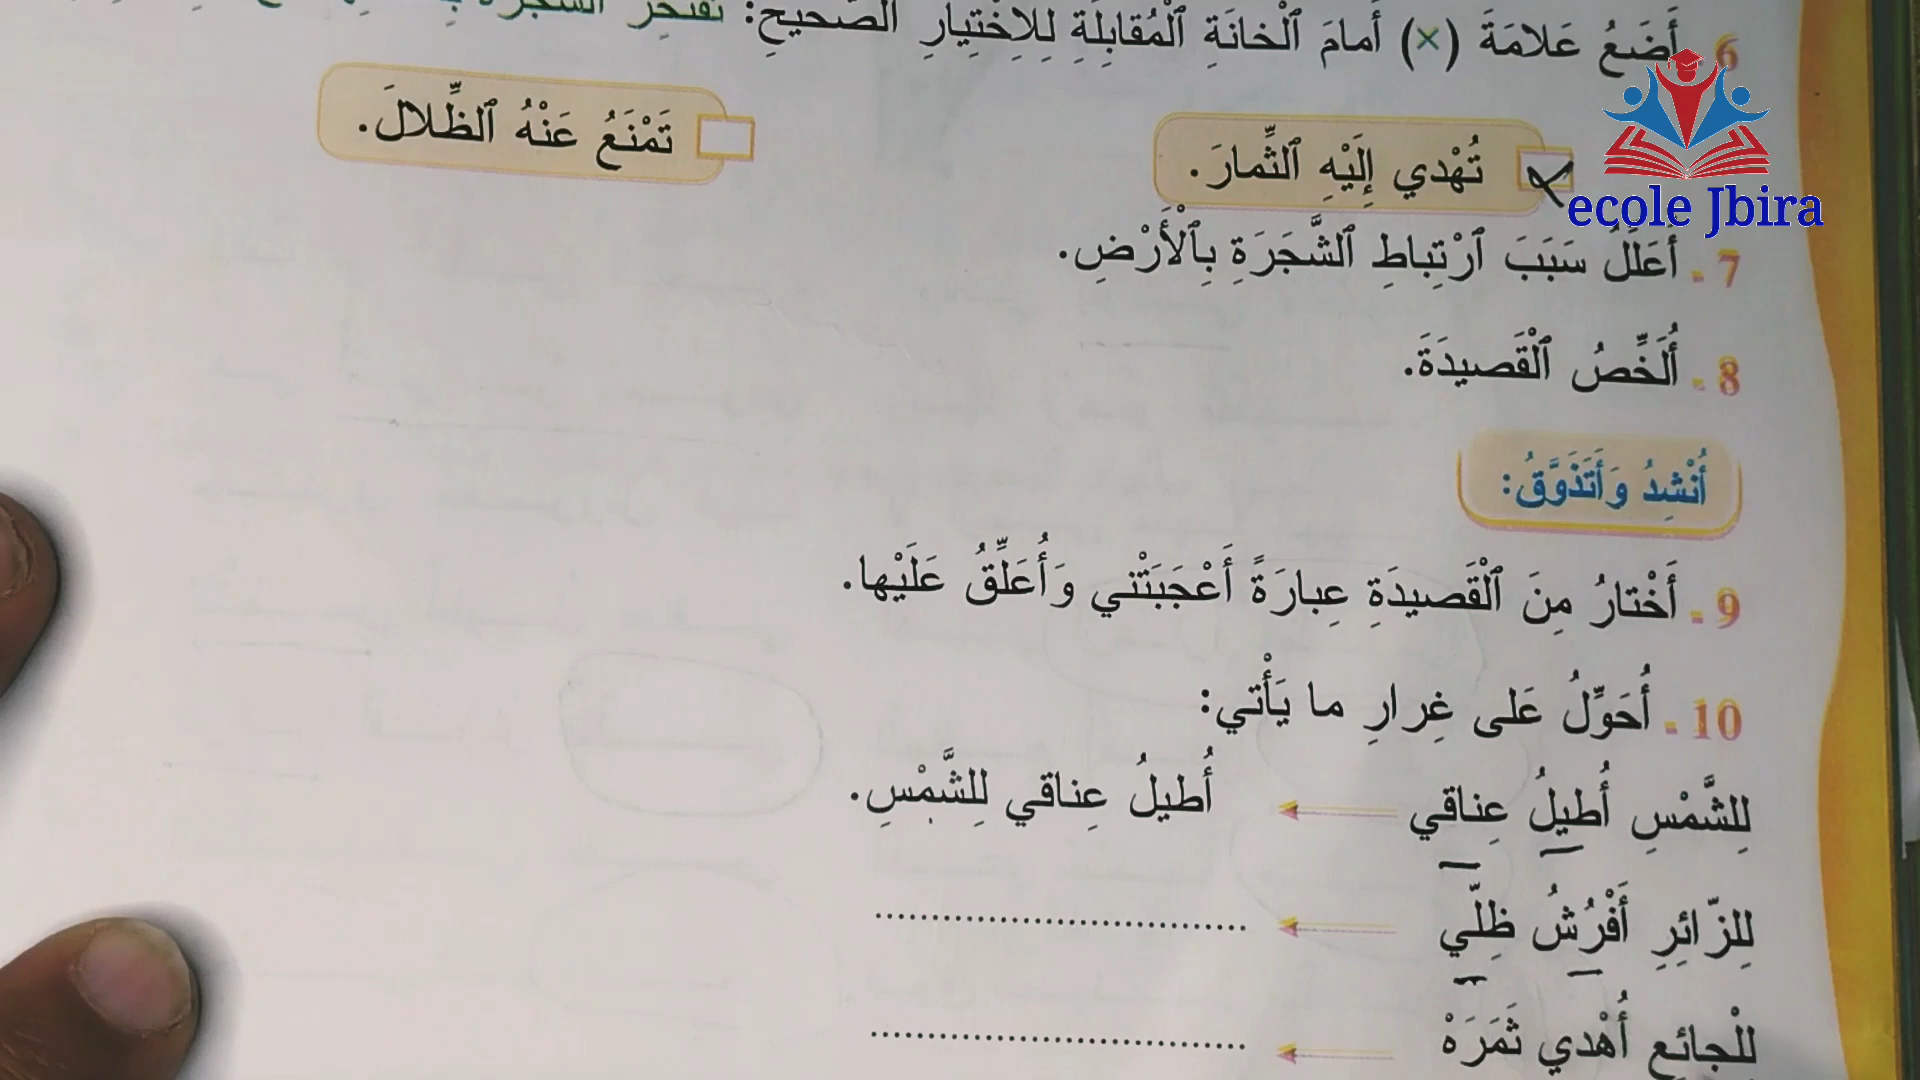 6 . أَضَعُ عَلامَةَ (×) أَمامَ ٱلْخانَةِ ٱلْمُقابِلَةِ لِلِاخْتِيارِ ٱلصَّحيحِ: تَفْتَخِرُ ٱلشَّجَرَةُ
تُهْدي إِلَيْهِ ٱلثِّمارَ. تَمْنَعُ عَنْهُ ٱلظِّلالَ.
ecole Jbira
7 . أُعَلِّلُ سَبَبَ ٱرْتِباطِ ٱلشَّجَرَةِ بِٱلْأَرْضِ.
8 . أُلَخِّصُ ٱلْقَصيدَةَ.
أُنْشِدُ وَأَتَذَوَّقُ:
9 . أَخْتارُ مِنَ ٱلْقَصيدَةِ عِبارَةً أَعْجَبَتْني وَأُعَلِّقُ عَلَيْها.
10 . أُحَوِّلُ عَلى غِرارِ ما يَأْتي:
لِلشَّمْسِ أُطيلُ عِناقي ← أُطيلُ عِناقي لِلشَّمْسِ.
لِلزّائِرِ أَفْرُشُ ظِلّي ← ..............................
لِلْجائِعِ أُهْدي ثَمَرَهْ ← ..............................